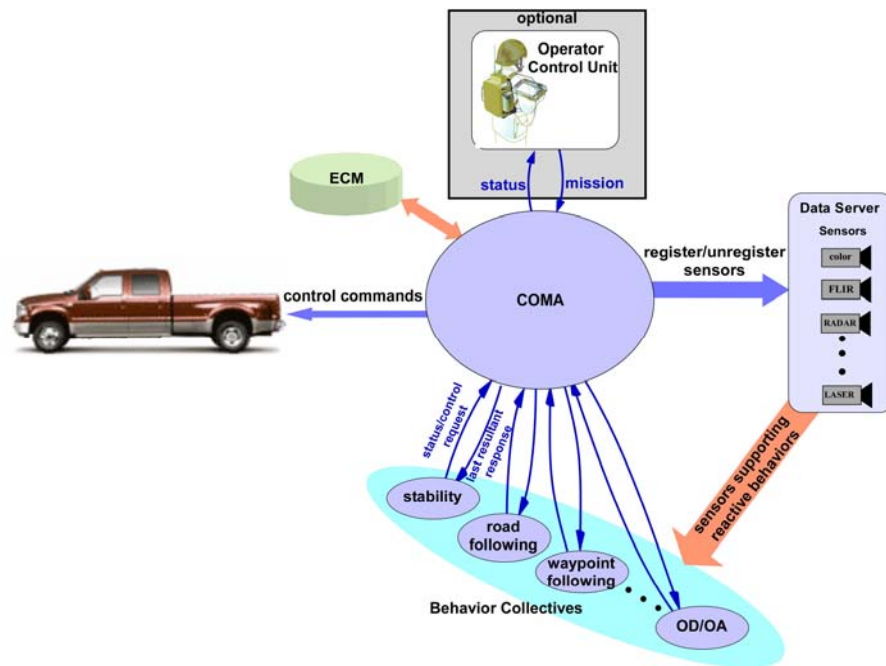 optional
Operator
Control Unit
status
mission
ECM
Data Server
Sensors
color
FLIR
RADAR
LASER
register/unregister
sensors
COMA
control commands
status/control
request
last resultant
response
sensors supporting
reactive behaviors
stability
road
following
waypoint
following
OD/OA
Behavior Collectives